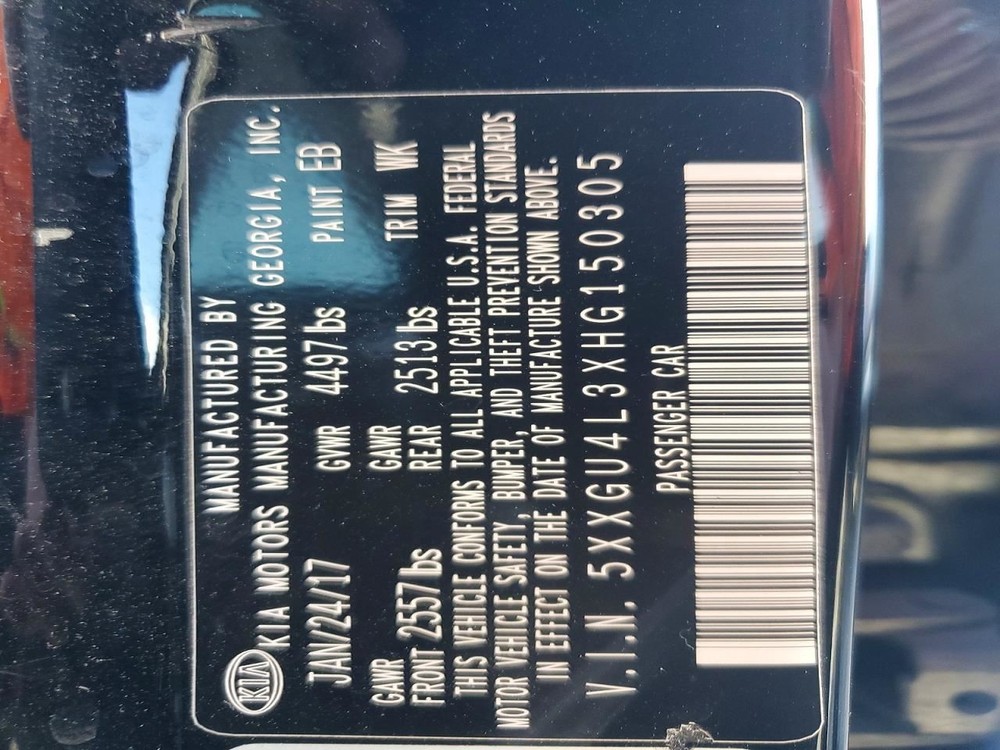 MANUFACTURED BY
KIA KIA MOTORS MANUFACTURING GEORGIA, INC.
JAN/24/17 GVWR 4497 lbs PAINT EB
GAWR FRONT 2557 lbs GAWR REAR 2513 lbs TRIM WK
THIS VEHICLE CONFORMS TO ALL APPLICABLE U.S.A. FEDERAL
MOTOR VEHICLE SAFETY, BUMPER, AND THEFT PREVENTION STANDARDS
IN EFFECT ON THE DATE OF MANUFACTURE SHOWN ABOVE.
V.I.N. 5XXGU4L3XHG150305
PASSENGER CAR